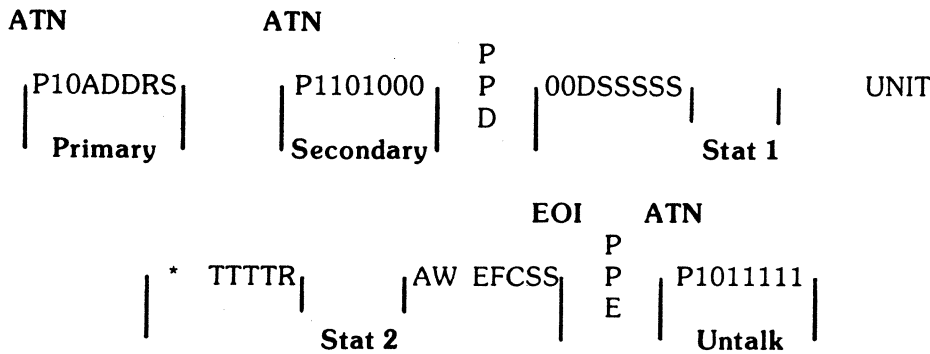 ATN ATN
P
P10ADDRS P1101000 P 00DSSSSS UNIT
D
Primary Secondary Stat 1
EOI ATN
P
* TTTTR AW EFCSS P P1011111
E
Stat 2 Untalk